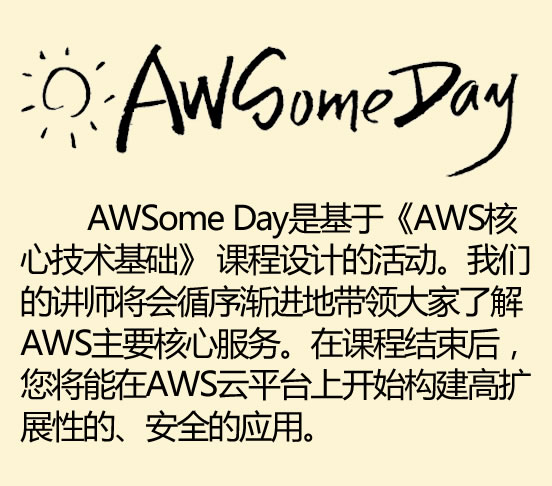 AWSomeDay
AWSome Day是基于《AWS核
心技术基础》 课程设计的活动。我们
的讲师将会循序渐进地带领大家了解
AWS主要核心服务。在课程结束后，
您将能在AWS云平台上开始构建高扩
展性的、安全的应用。